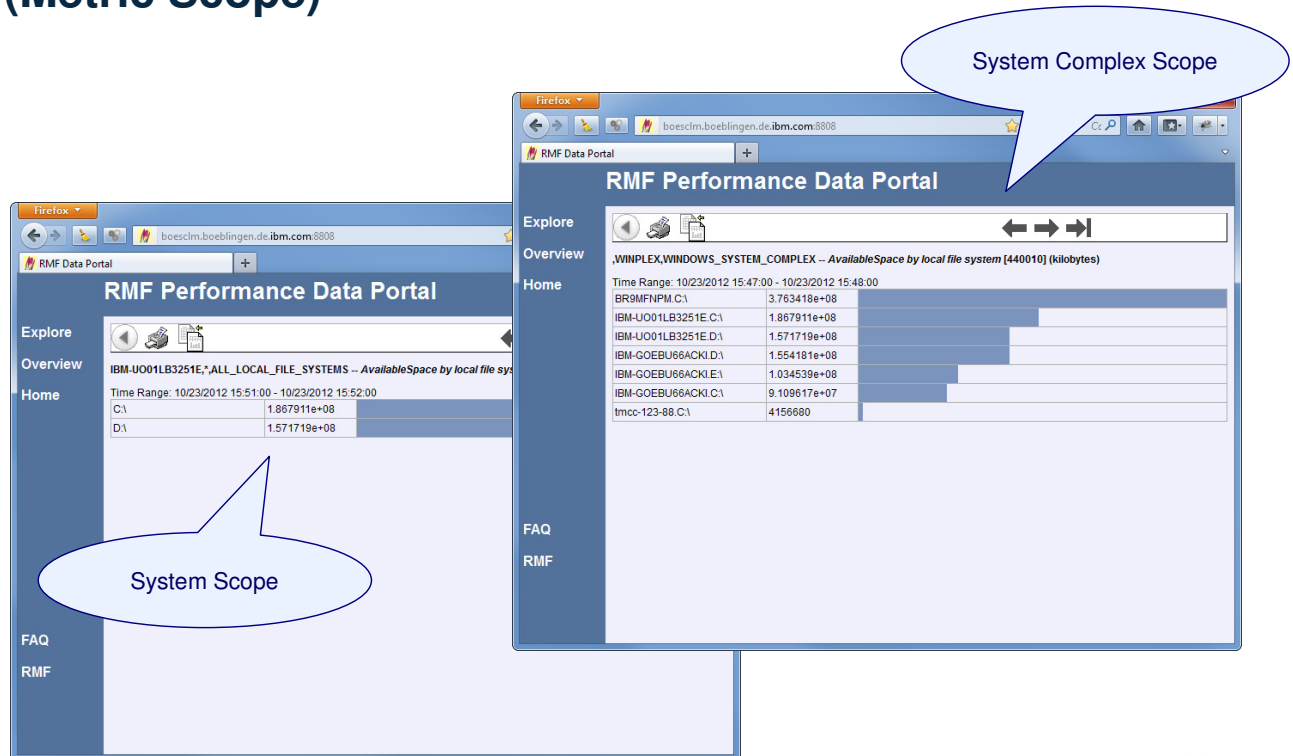 (Metric Scope)
System Complex Scope
Firefox
boesclm.boeblingen.de.ibm.com:8808
RMF Data Portal
RMF Performance Data Portal
Explore
Overview
Home
,WINPLEX,WINDOWS_SYSTEM_COMPLEX -- AvailableSpace by local file system [440010] (kilobytes)
Time Range: 10/23/2012 15:47:00 - 10/23/2012 15:48:00
BR9MFNPM.C:\ 3.763418e+08
IBM-UO01LB3251E.C:\ 1.867911e+08
IBM-UO01LB3251E.D:\ 1.571719e+08
IBM-GOEBU66ACKI.D:\ 1.554181e+08
IBM-GOEBU66ACKI.E:\ 1.034539e+08
IBM-GOEBU66ACKI.C:\ 9.109617e+07
tmcc-123-88.C:\ 4156680
FAQ
RMF
Firefox
boesclm.boeblingen.de.ibm.com:8808
RMF Data Portal
RMF Performance Data Portal
Explore
Overview
Home
IBM-UO01LB3251E,*,ALL_LOCAL_FILE_SYSTEMS -- AvailableSpace by local file sys
Time Range: 10/23/2012 15:51:00 - 10/23/2012 15:52:00
C:\ 1.867911e+08
D:\ 1.571719e+08
System Scope
FAQ
RMF